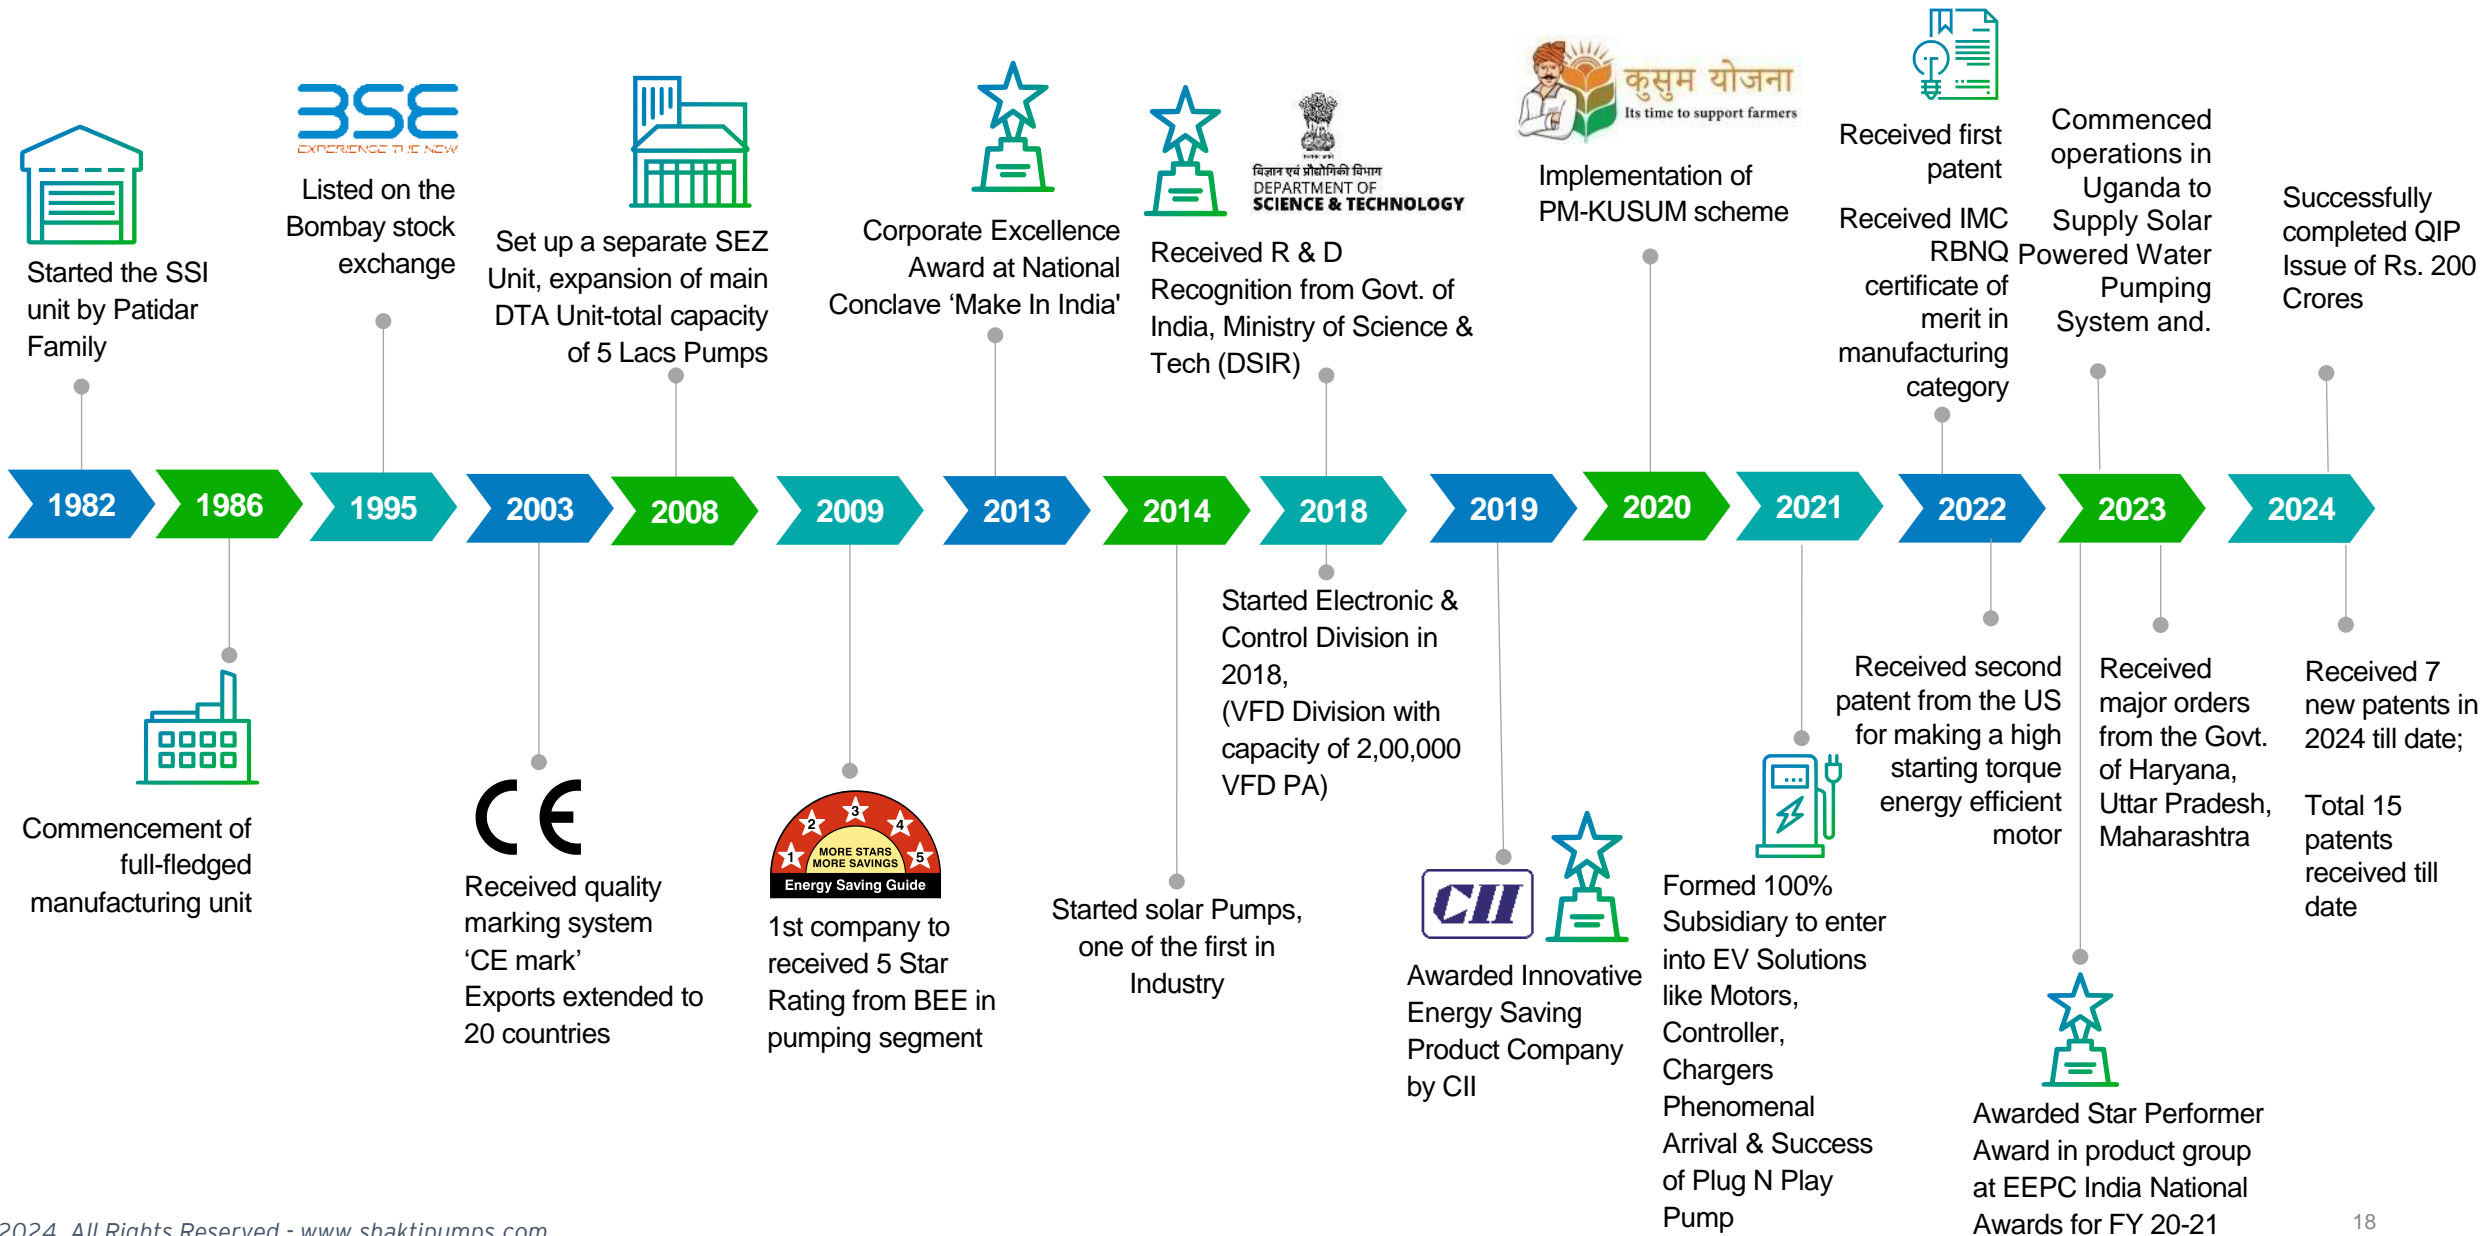 BSE
EXPERIENCE THE NEW
Started the SSI
unit by Patidar
Family
Listed on the
Bombay stock
exchange
Set up a separate SEZ
Unit, expansion of main
DTA Unit-total capacity
of 5 Lacs Pumps
Corporate Excellence
Award at National
Conclave ‘Make In India'
विज्ञान एवं प्रौद्योगिकी विभाग
DEPARTMENT OF
SCIENCE & TECHNOLOGY
Received R & D
Recognition from Govt. of
India, Ministry of Science &
Tech (DSIR)
कुसुम योजना
Its time to support farmers
Implementation of
PM-KUSUM scheme
Received first
patent
Received IMC
RBNQ
certificate of
merit in
manufacturing
category
Commenced
operations in
Uganda to
Supply Solar
Powered Water
Pumping
System and.
Successfully
completed QIP
Issue of Rs. 200
Crores
1982
1986
1995
2003
2008
2009
2013
2014
2018
2019
2020
2021
2022
2023
2024
Commencement of
full-fledged
manufacturing unit
CE
Received quality
marking system
‘CE mark’
Exports extended to
20 countries
1
2
3
4
5
MORE STARS
MORE SAVINGS
Energy Saving Guide
1st company to
received 5 Star
Rating from BEE in
pumping segment
Started solar Pumps,
one of the first in
Industry
Started Electronic &
Control Division in
2018,
(VFD Division with
capacity of 2,00,000
VFD PA)
CII
Awarded Innovative
Energy Saving
Product Company
by CII
Formed 100%
Subsidiary to enter
into EV Solutions
like Motors,
Controller,
Chargers
Phenomenal
Arrival & Success
of Plug N Play
Pump
Received second
patent from the US
for making a high
starting torque
energy efficient
motor
Received
major orders
from the Govt.
of Haryana,
Uttar Pradesh,
Maharashtra
Awarded Star Performer
Award in product group
at EEPC India National
Awards for FY 20-21
Received 7
new patents in
2024 till date;
Total 15
patents
received till
date
2024. All Rights Reserved - www.shaktipumps.com
18